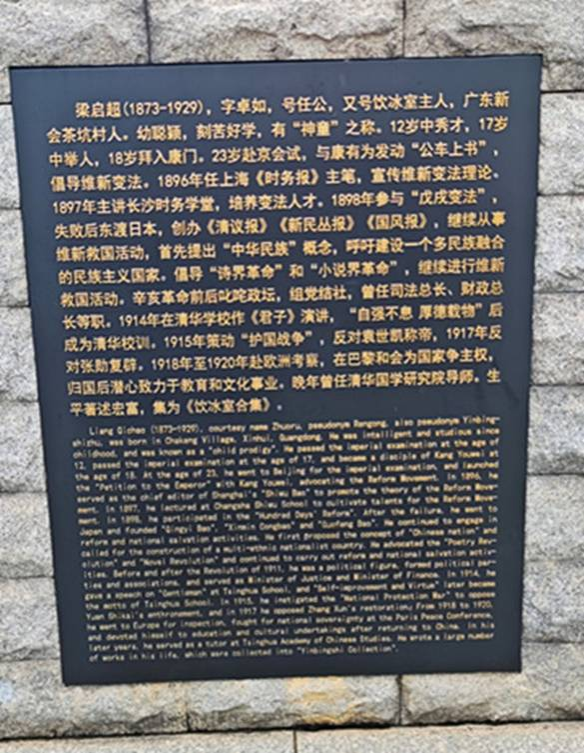 梁启超(1873-1929)，字卓如，号任公，又号饮冰室主人，广东新
会茶坑村人。幼聪颖，刻苦好学，有“神童”之称。12岁中秀才，17岁
中举人，18岁拜入康门。23岁赴京会试，与康有为发动“公车上书”，
倡导维新变法。1896年任上海《时务报》主笔，宣传维新变法理论。
1897年主讲长沙时务学堂，培养变法人才。1898年参与“戊戌变法”，
失败后东渡日本，创办《清议报》《新民丛报》《国风报》，继续从事
维新救国活动，首先提出“中华民族”概念，呼吁建设一个多民族融合
的民族主义国家。倡导“诗界革命”和“小说界革命”，继续进行维新
救国活动。辛亥革命前后叱咤政坛，组党结社，曾任司法总长、财政总
长等职。1914年在清华学校作《君子》演讲，“自强不息 厚德载物”后
成为清华校训。1915年策动“护国战争”，反对袁世凯称帝，1917年反
对张勋复辟。1918年至1920年赴欧洲考察，在巴黎和会为国家争主权，
归国后潜心致力于教育和文化事业。晚年曾任清华国学研究院导师。生
平著述宏富，集为《饮冰室合集》。
Liang Qichao (1873-1929), courtesy name Zhuoru, pseudonym Rengong, also pseudonym Yinbing-
shizhu, was born in Chakeng Village, Xinhui, Guangdong. He was intelligent and studious since
childhood, and was known as a "child prodigy". He passed the imperial examination at the age of
12, passed the imperial examination at the age of 17, and became a disciple of Kang Youwei at
the age of 18. At the age of 23, he went to Beijing for the imperial examination, and launched
the "Petition to the Emperor" with Kang Youwei, advocating the Reform Movement. In 1896, he
served as the chief editor of Shanghai's "Shiwu Bao" to promote the theory of the Reform Move-
ment. In 1897, he lectured at Changsha Shiwu School to cultivate talents for the Reform Move-
ment. In 1898, he participated in the "Hundred Days' Reform". After the failure, he went to
Japan and founded "Qingyi Bao", "Xinmin Congbao" and "Guofeng Bao". He continued to engage in
reform and national salvation activities. He first proposed the concept of "Chinese nation" and
called for the construction of a multi-ethnic nationalist country. He advocated the "Poetry Rev-
olution" and "Novel Revolution" and continued to carry out reform and national salvation activ-
ities. Before and after the Revolution of 1911, he was a political figure, formed political par-
ties and associations, and served as Minister of Justice and Minister of Finance. In 1914, he
gave a speech on "Gentleman" at Tsinghua School, and "Self-improvement and Virtue" later became
the motto of Tsinghua School. In 1915, he instigated the "National Protection War" to oppose
Yuan Shikai's and in 1917 he opposed Zhang Xun's restoration; From 1918 to 1920,
he went to Europe for inspection, fought for national sovereignty at the Paris Peace Conference,
and devoted himself to education and cultural undertakings after returning to China. In his
later years, he served as a tutor at Tsinghua Academy of Chinese Studies. He wrote a large number
of works in his life, which were collected into "Yinbingshi Collection".